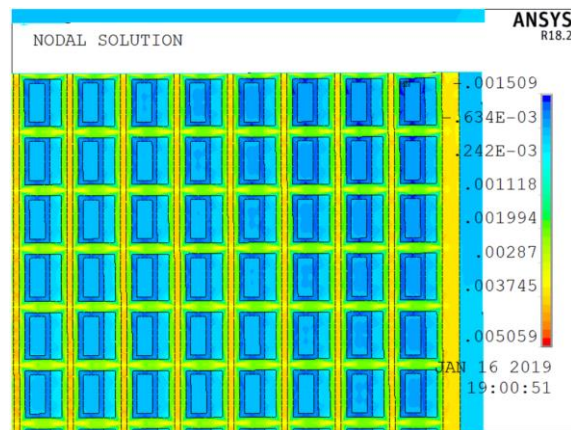 ANSYS
R18.2
NODAL SOLUTION
-.001509
-.634E-03
.242E-03
.001118
.001994
.00287
.003745
.005059
JAN 16 2019
19:00:51